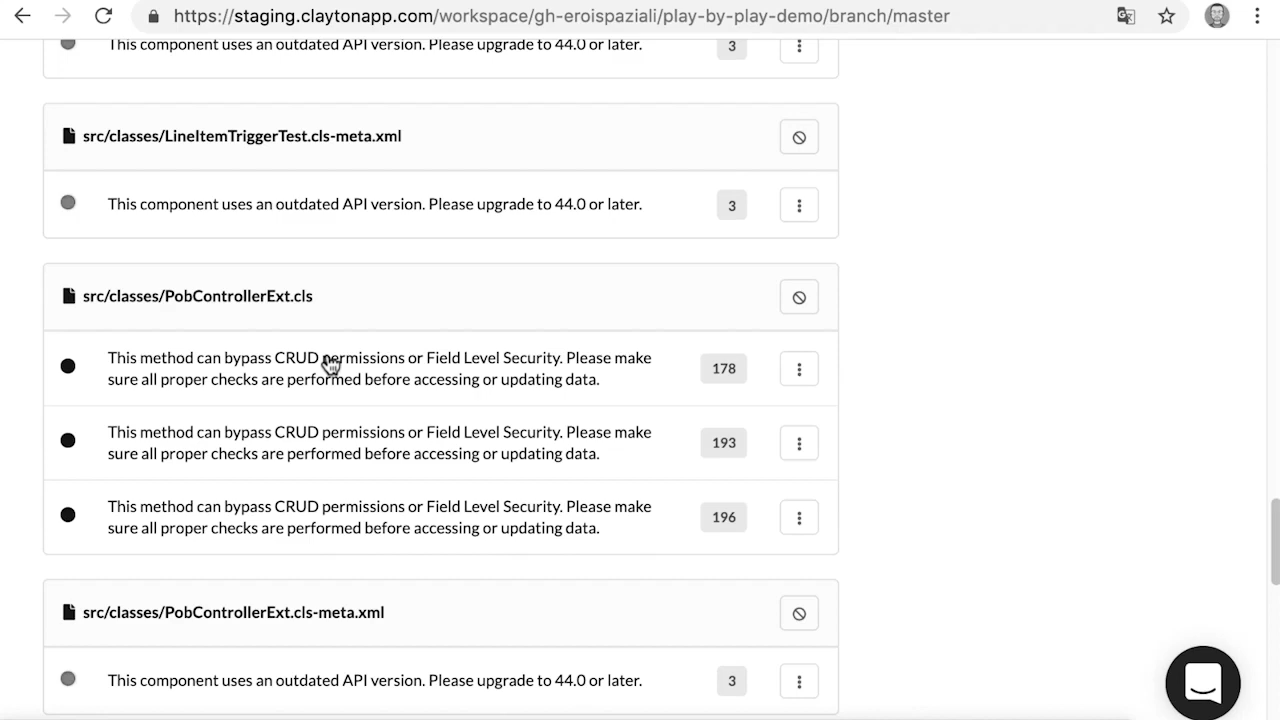 https://staging.claytonapp.com/workspace/gh-eroispaziali/play-by-play-demo/branch/master
This component uses an outdated API version. Please upgrade to 44.0 or later.
3
src/classes/LineItemTriggerTest.cls-meta.xml
This component uses an outdated API version. Please upgrade to 44.0 or later.
3
src/classes/PobControllerExt.cls
This method can bypass CRUD permissions or Field Level Security. Please make
sure all proper checks are performed before accessing or updating data.
178
This method can bypass CRUD permissions or Field Level Security. Please make
sure all proper checks are performed before accessing or updating data.
193
This method can bypass CRUD permissions or Field Level Security. Please make
sure all proper checks are performed before accessing or updating data.
196
src/classes/PobControllerExt.cls-meta.xml
This component uses an outdated API version. Please upgrade to 44.0 or later.
3